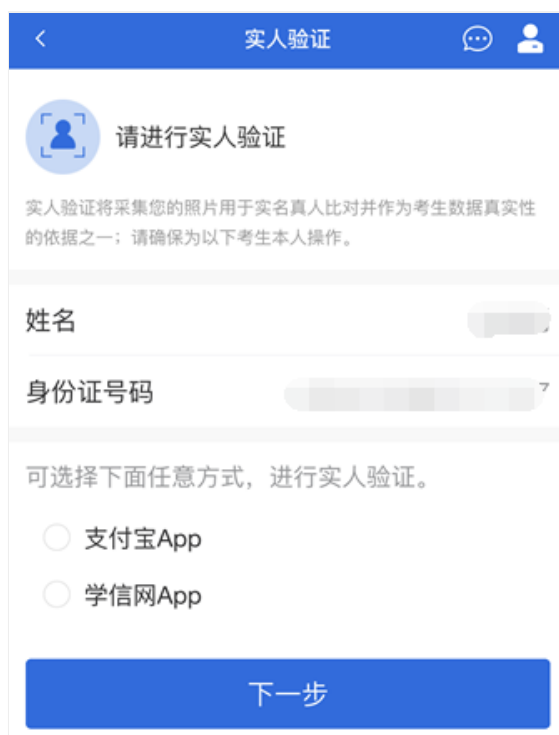 实人验证
请进行实人验证
实人验证将采集您的照片用于实名真人比对并作为考生数据真实性
的依据之一；请确保为以下考生本人操作。
姓名
身份证号码
7
可选择下面任意方式，进行实人验证。
支付宝App
学信网App
下一步